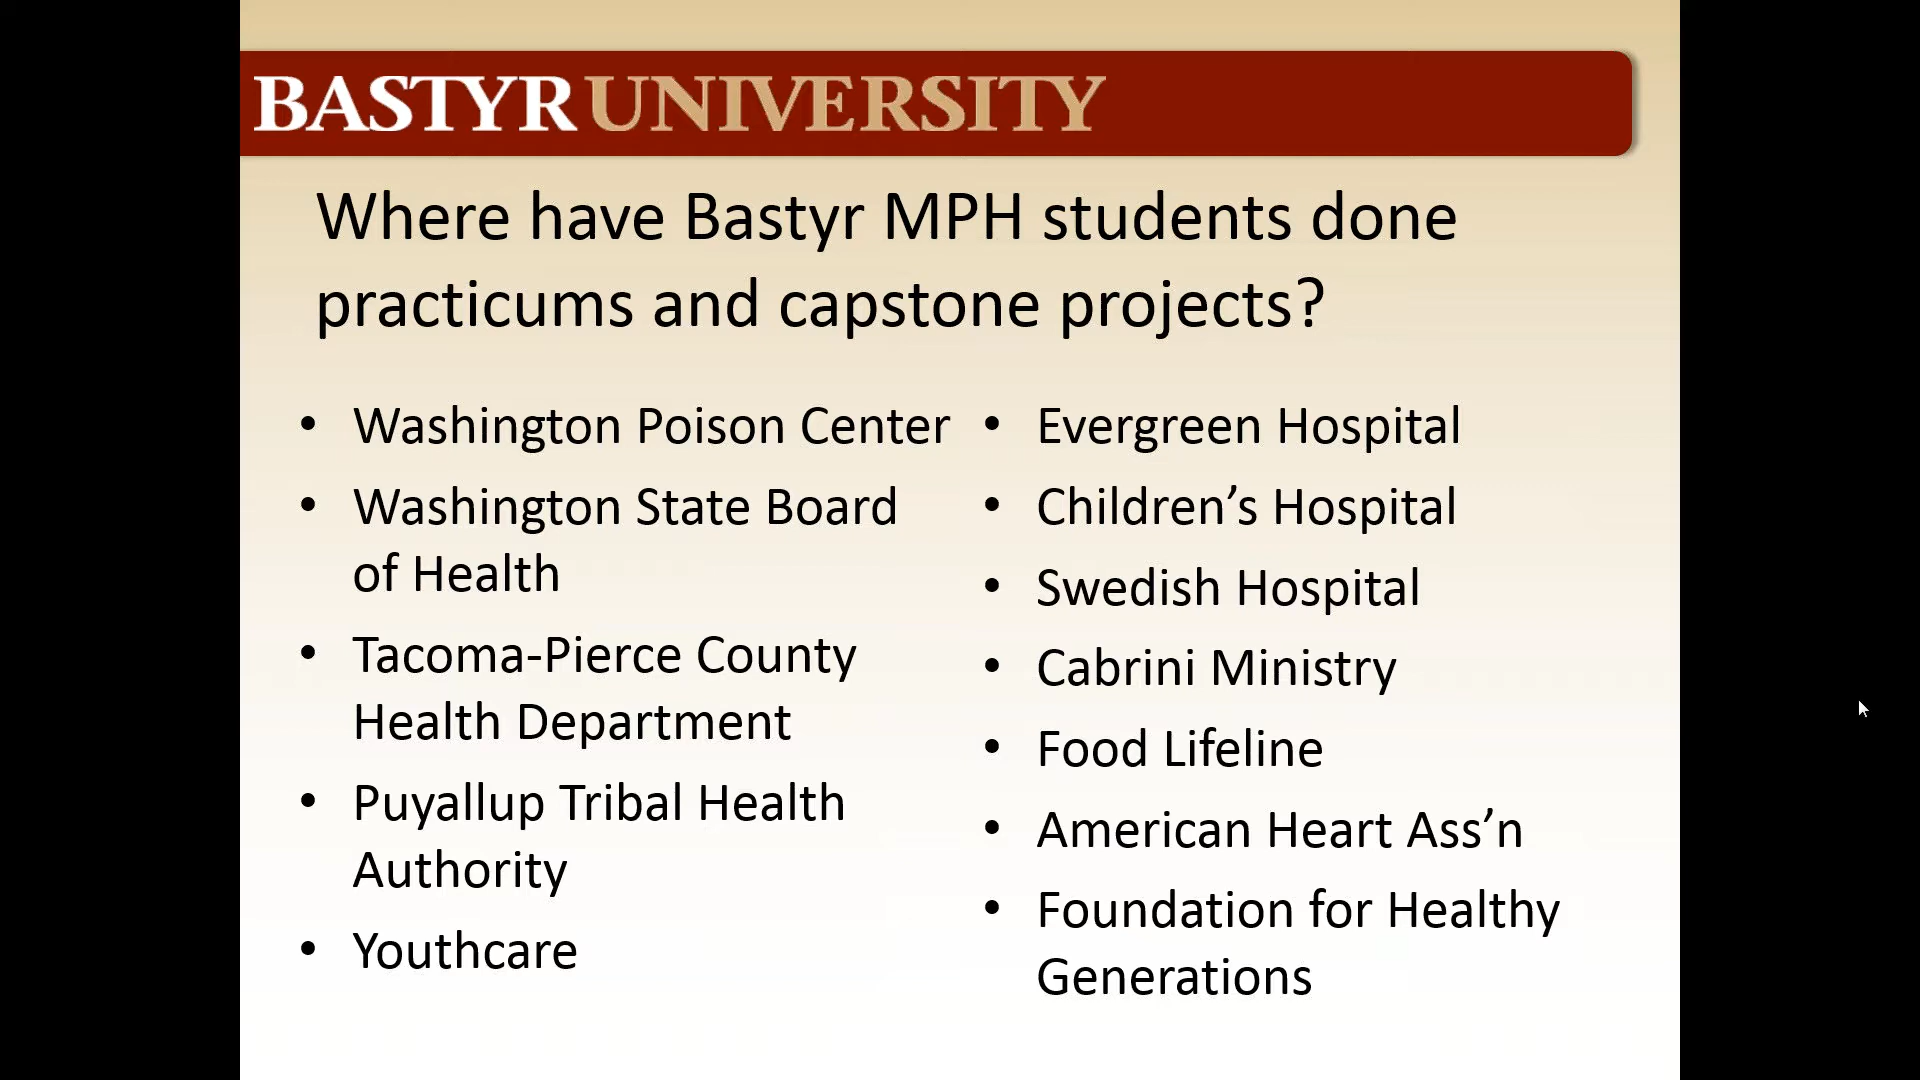 BASTYR UNIVERSITY
Where have Bastyr MPH students done
practicums and capstone projects?
• Washington Poison Center
• Washington State Board
of Health
• Tacoma-Pierce County
Health Department
• Puyallup Tribal Health
Authority
• Youthcare
• Evergreen Hospital
• Children’s Hospital
• Swedish Hospital
• Cabrini Ministry
• Food Lifeline
• American Heart Ass’n
• Foundation for Healthy
Generations